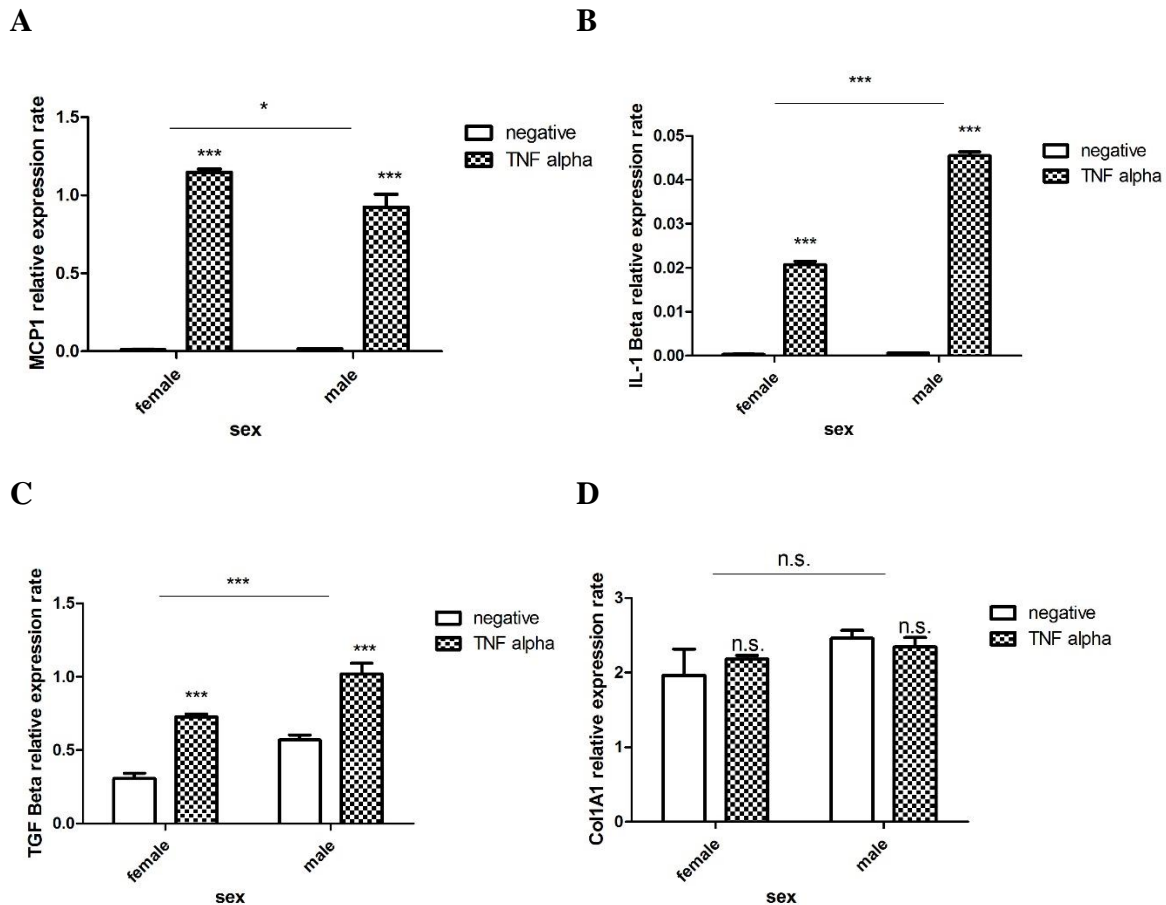 A
MCP1 relative expression rate
1.5
1.0
0.5
0.0
*
***
***
negative
TNF alpha
female
male
sex
B
IL-1 Beta relative expression rate
0.05
0.04
0.03
0.02
0.01
0.00
***
***
***
negative
TNF alpha
female
male
sex
C
TGF Beta relative expression rate
1.5
1.0
0.5
0.0
***
***
***
negative
TNF alpha
female
male
sex
D
Col1A1 relative expression rate
3
2
1
0
n.s.
n.s.
n.s.
negative
TNF alpha
female
male
sex